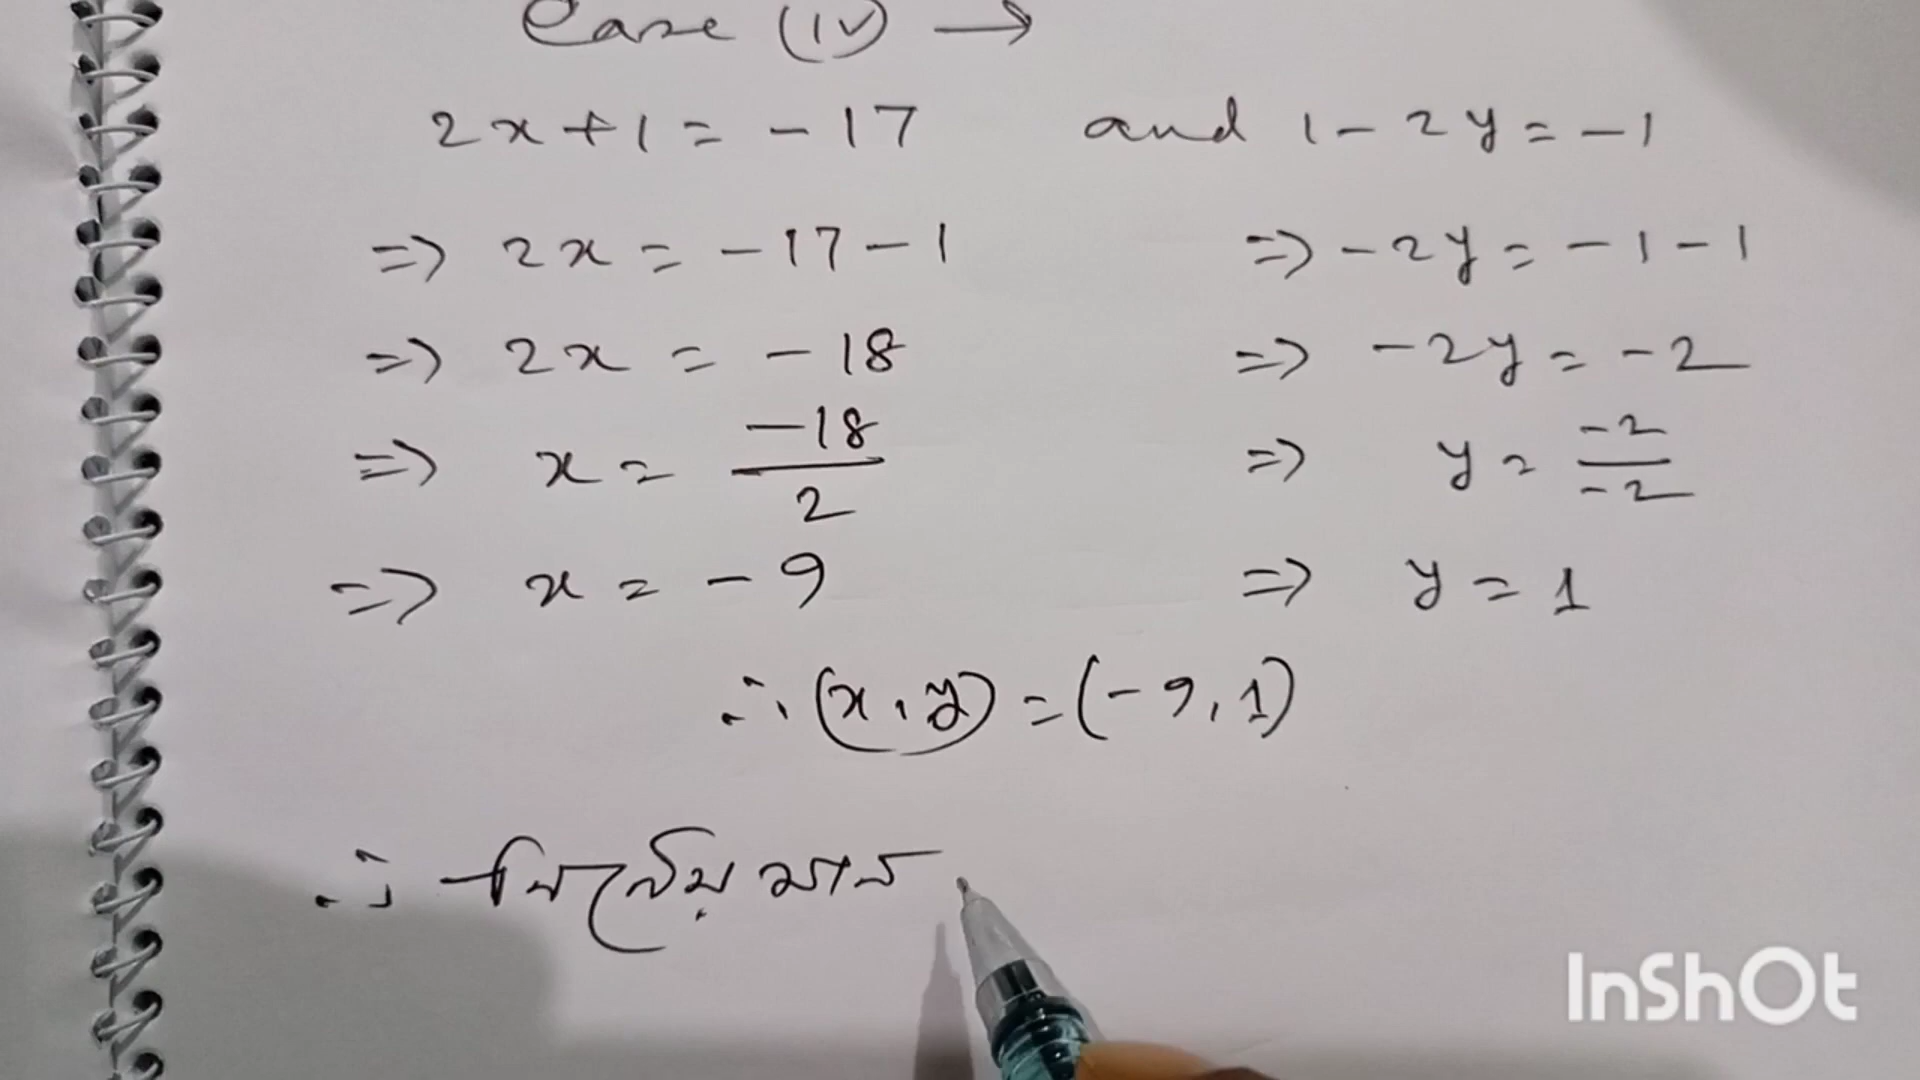 Case (iv) →
2x+1 = -17 and 1-2y = -1
=> 2x = -17-1 => -2y = -1-1
=> 2x = -18 => -2y = -2
=> x = -18/2 => y = -2/-2
=> x = -9 => y = 1
∴ (x, y) = (-9, 1)
∴ নির্ণেয় মান
InShOt